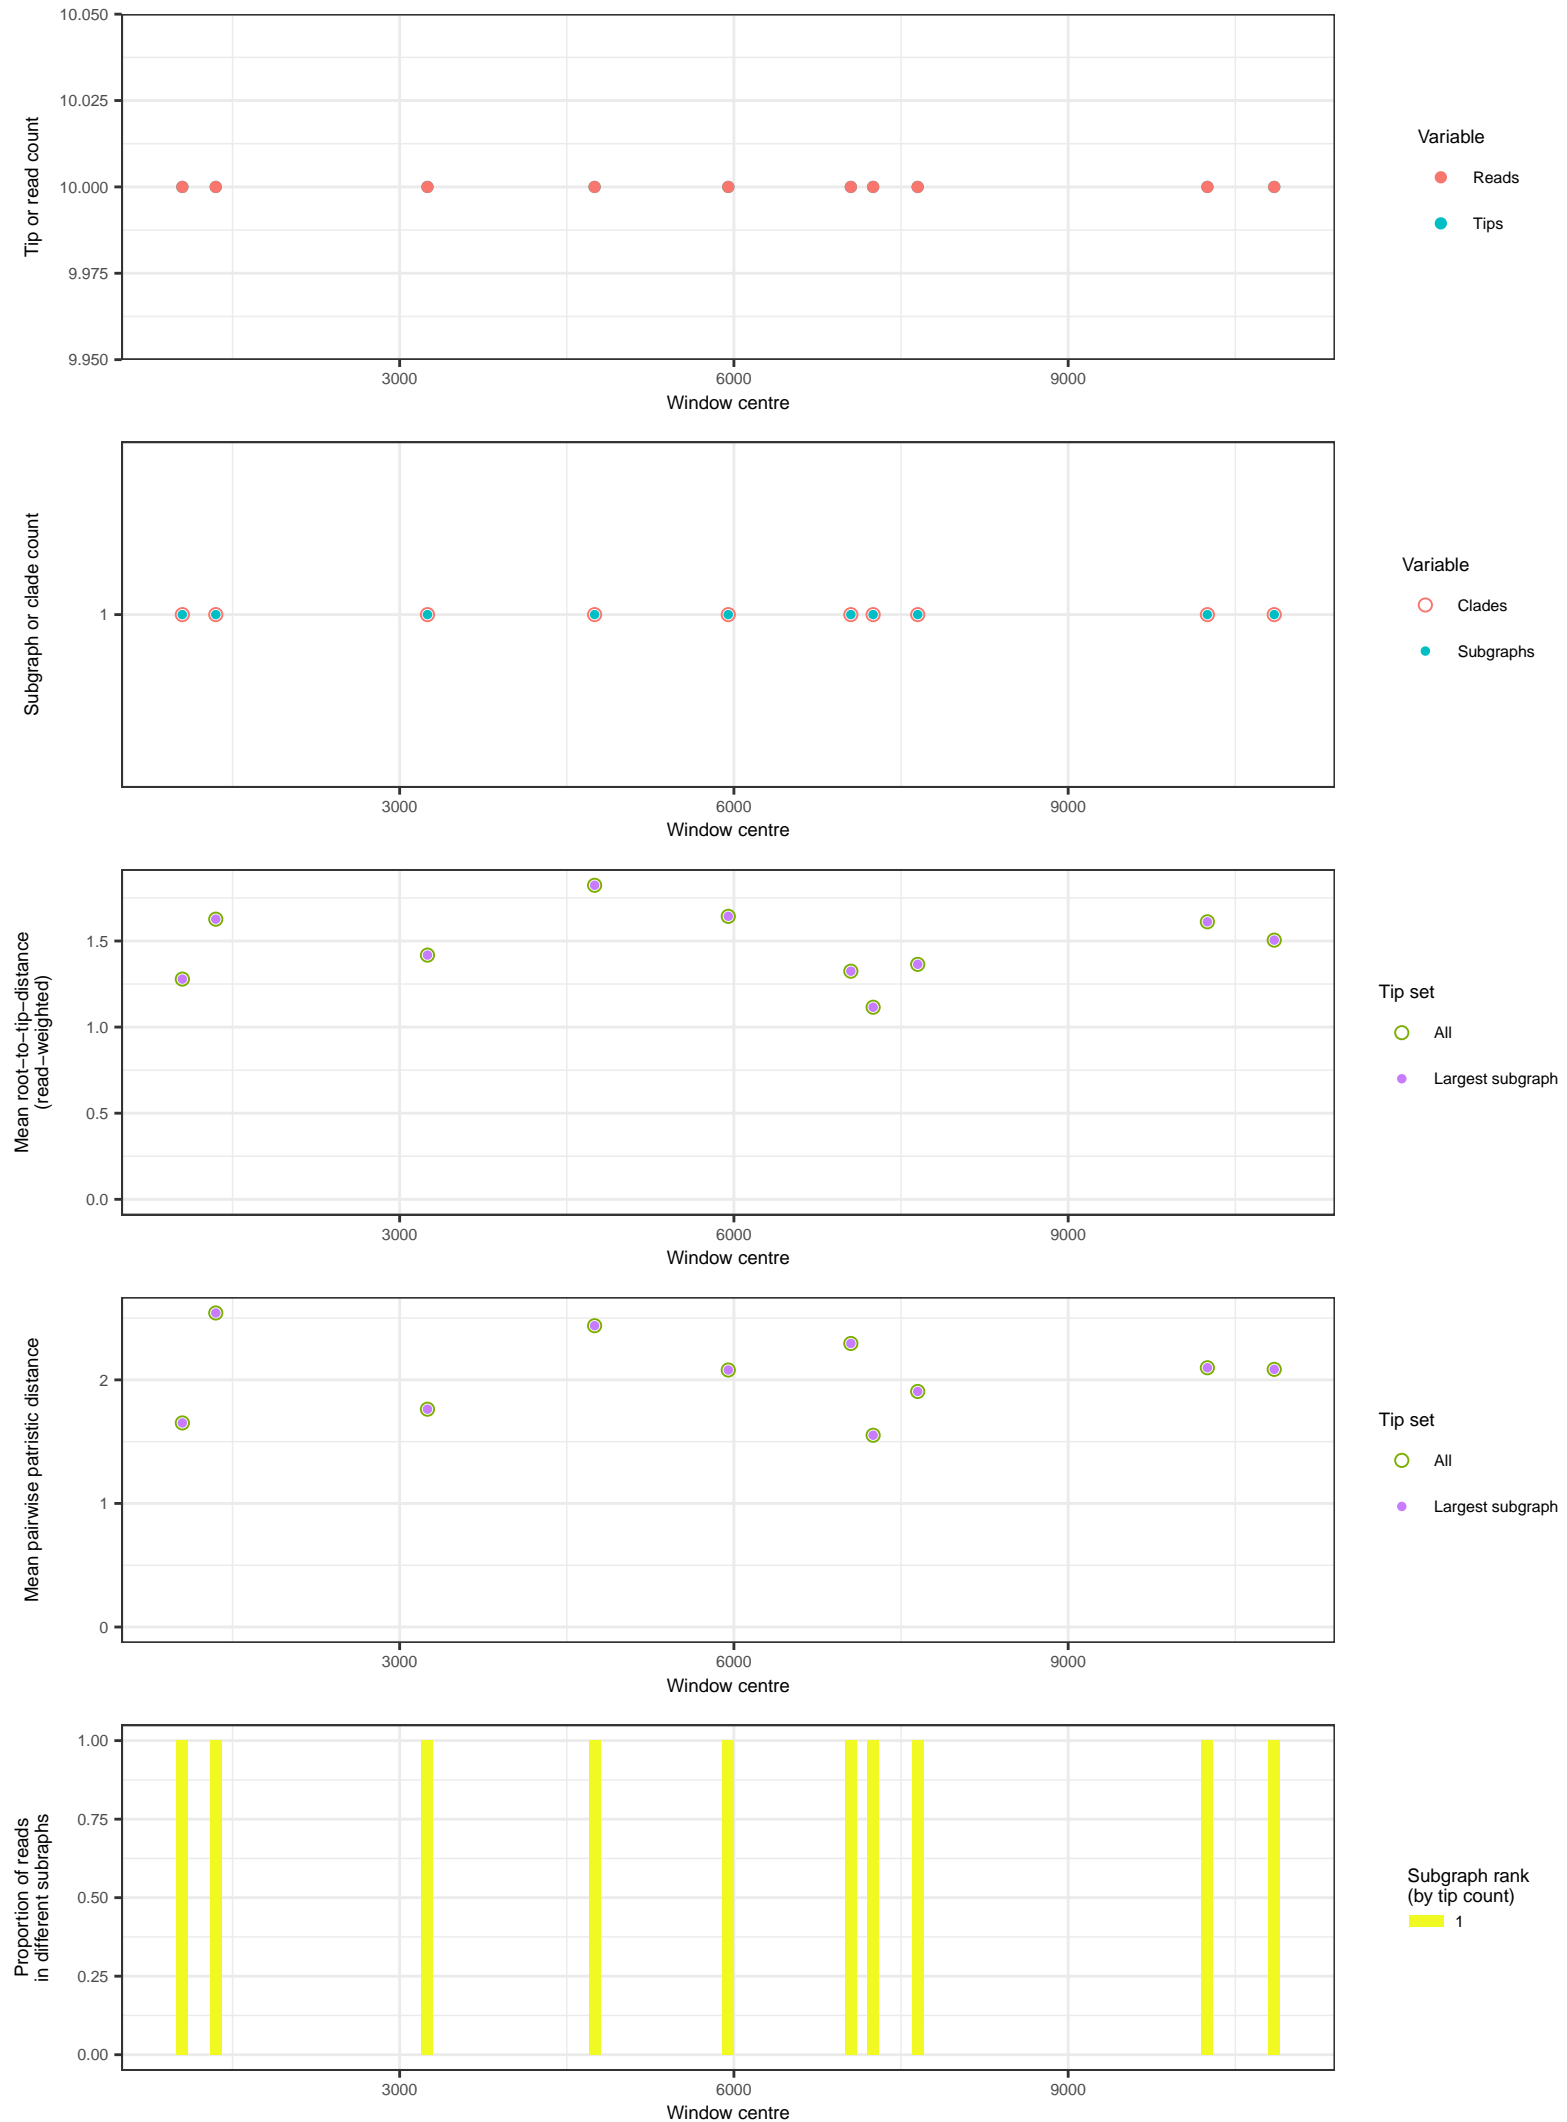 10.050
10.025
10.000
9.975
9.950
Tip or read count
3000
6000
9000
Window centre
Variable
Reads
Tips
1
Subgraph or clade count
3000
6000
9000
Window centre
Variable
Clades
Subgraphs
1.5
1.0
0.5
0.0
Mean root−to−tip−distance
(read−weighted)
3000
6000
9000
Window centre
Tip set
All
Largest subgraph
2
1
0
Mean pairwise patristic distance
3000
6000
9000
Window centre
Tip set
All
Largest subgraph
1.00
0.75
0.50
0.25
0.00
Proportion of reads
in different subraphs
3000
6000
9000
Window centre
Subgraph rank
(by tip count)
1